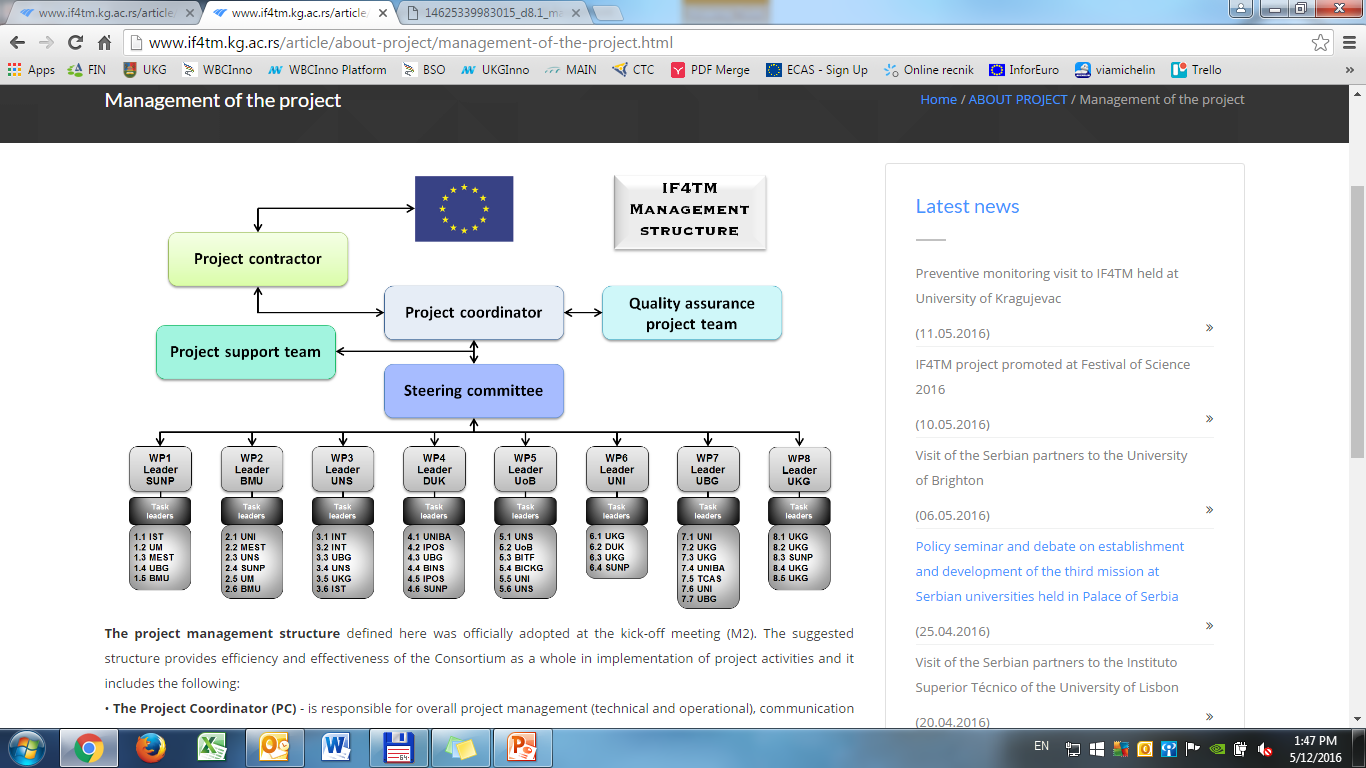 www.if4tm.kg.ac.rs/article/
www.if4tm.kg.ac.rs/article/
14625339983015_d8.1_ma
www.if4tm.kg.ac.rs/article/about-project/management-of-the-project.html
Apps FIN UKG WBCInno WBCInno Platform BSO UKGInno MAIN CTC PDF Merge ECAS - Sign Up Online recnik InforEuro viamichelin Trello »
Management of the project
Home / ABOUT PROJECT / Management of the project
IF4TM
Management
structure
Project contractor
Project coordinator
Quality assurance
project team
Project support team
Steering committee
WP1
Leader
SUNP
Task
leaders
1.1 IST
1.2 UM
1.3 MEST
1.4 UBG
1.5 BMU
WP2
Leader
BMU
Task
leaders
2.1 UNI
2.2 MEST
2.3 UNS
2.4 SUNP
2.5 UM
2.6 BMU
WP3
Leader
UNS
Task
leaders
3.1 INT
3.2 INT
3.3 UBG
3.4 UNS
3.5 UKG
3.6 IST
WP4
Leader
DUK
Task
leaders
4.1 UNIBA
4.2 IPOS
4.3 UBG
4.4 BINS
4.5 IPOS
4.6 SUNP
WP5
Leader
UoB
Task
leaders
5.1 UNS
5.2 UoB
5.3 BITF
5.4 BICKG
5.5 UNI
5.6 UNS
WP6
Leader
UNI
Task
leaders
6.1 UKG
6.2 DUK
6.3 UKG
6.4 SUNP
WP7
Leader
UBG
Task
leaders
7.1 UNI
7.2 UKG
7.3 UKG
7.4 UNIBA
7.5 TCAS
7.6 UNI
7.7 UBG
WP8
Leader
UKG
Task
leaders
8.1 UKG
8.2 UKG
8.3 SUNP
8.4 UKG
8.5 UKG
The project management structure defined here was officially adopted at the kick-off meeting (M2). The suggested
structure provides efficiency and effectiveness of the Consortium as a whole in implementation of project activities and it
includes the following:
• The Project Coordinator (PC) - is responsible for overall project management (technical and operational), communication
Latest news
Preventive monitoring visit to IF4TM held at
University of Kragujevac
(11.05.2016) »
IF4TM project promoted at Festival of Science
2016
(10.05.2016) »
Visit of the Serbian partners to the University
of Brighton
(06.05.2016) »
Policy seminar and debate on establishment
and development of the third mission at
Serbian universities held in Palace of Serbia
(25.04.2016) »
Visit of the Serbian partners to the Instituto
Superior Técnico of the University of Lisbon
(20.04.2016) »
EN
1:47 PM
5/12/2016